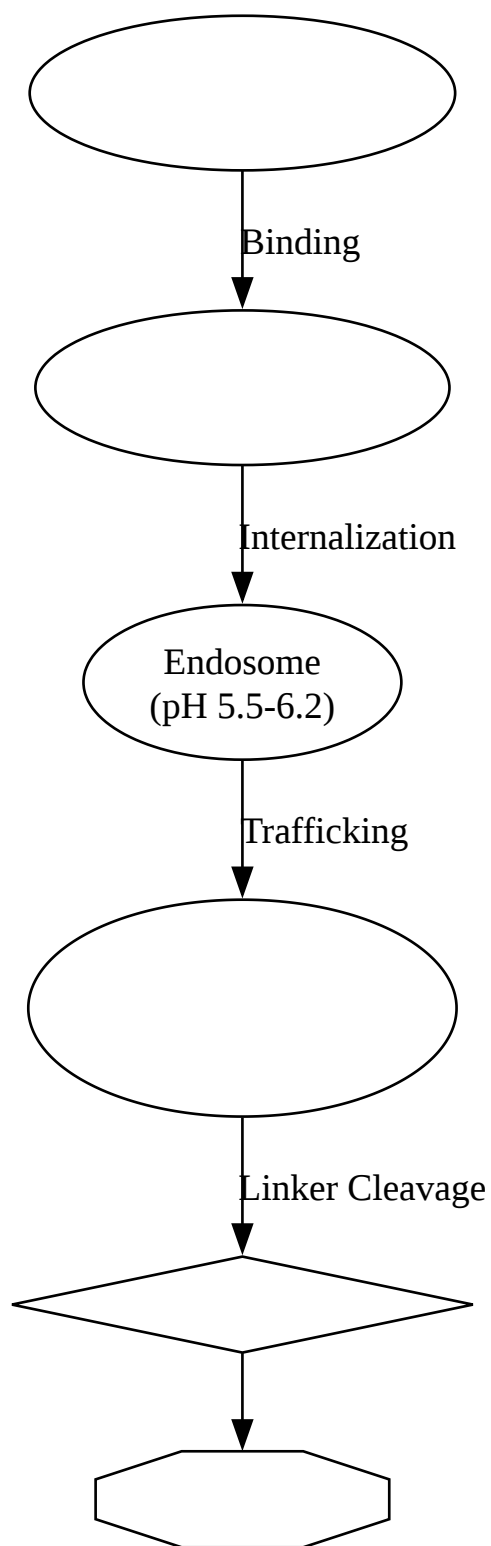 Binding
Internalization
Endosome
(pH 5.5-6.2)
Trafficking
Linker Cleavage